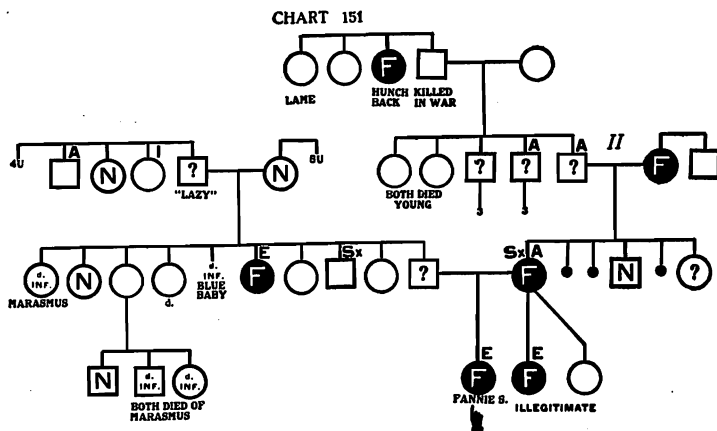 CHART 151
F
LAME
HUNCH BACK
KILLED IN WAR
4U
A
N
I
?
"LAZY"
N
6U
BOTH DIED YOUNG
?
3
A
?
3
A
?
II
F
d. INF.
MARASMUS
N
d.
d. INF. BLUE BABY
E
F
Sx
?
Sx A
F
N
?
N
d. INF.
d. INF.
BOTH DIED OF MARASMUS
E
F
FANNIE S.
E
F
ILLEGITIMATE